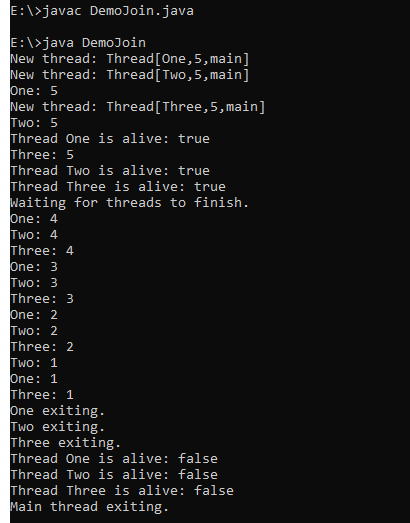 E:\>javac DemoJoin.java
E:\>java DemoJoin
New thread: Thread[One,5,main]
New thread: Thread[Two,5,main]
One: 5
New thread: Thread[Three,5,main]
Two: 5
Thread One is alive: true
Three: 5
Thread Two is alive: true
Thread Three is alive: true
Waiting for threads to finish.
One: 4
Two: 4
Three: 4
One: 3
Two: 3
Three: 3
One: 2
Two: 2
Three: 2
Two: 1
One: 1
Three: 1
One exiting.
Two exiting.
Three exiting.
Thread One is alive: false
Thread Two is alive: false
Thread Three is alive: false
Main thread exiting.